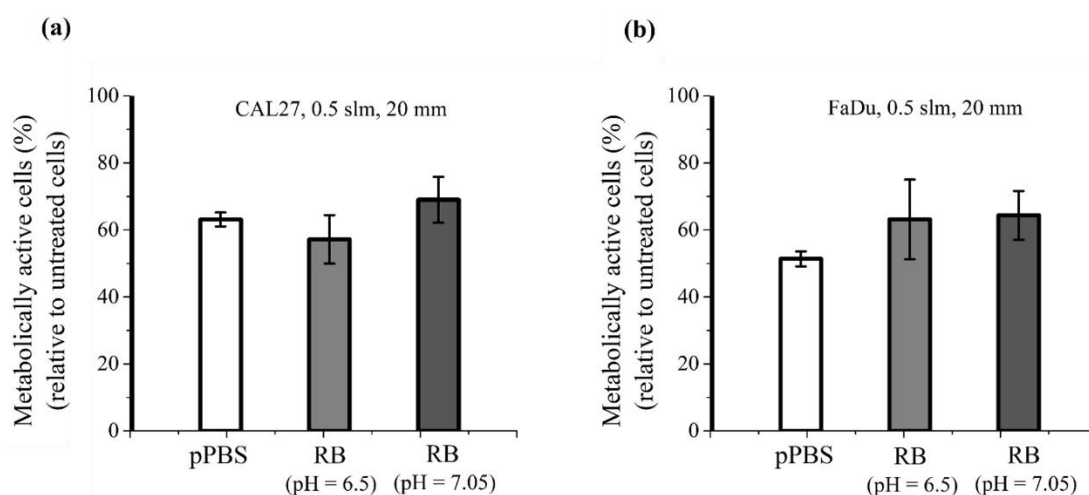 (a)
CAL27, 0.5 slm, 20 mm
Metabolically active cells (%)
(relative to untreated cells)
100
80
60
40
20
0
pPBS
RB
(pH = 6.5)
RB
(pH = 7.05)
(b)
FaDu, 0.5 slm, 20 mm
Metabolically active cells (%)
(relative to untreated cells)
100
80
60
40
20
0
pPBS
RB
(pH = 6.5)
RB
(pH = 7.05)